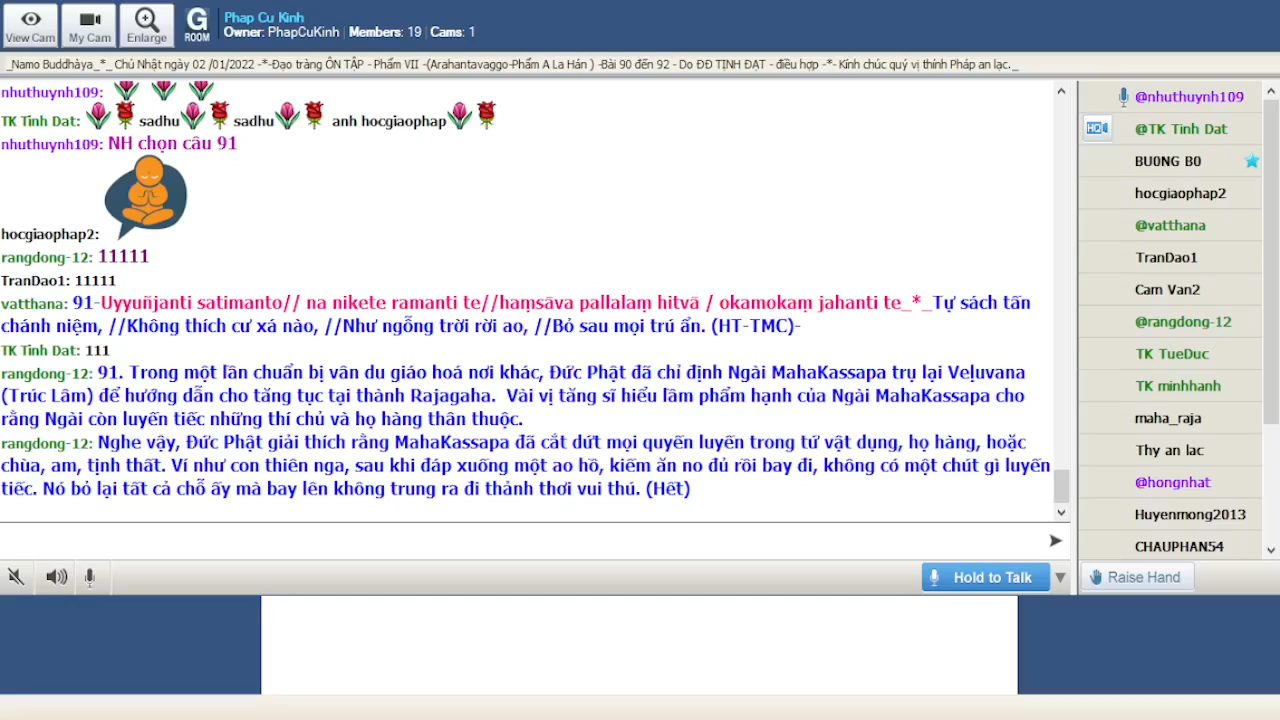 View Cam
My Cam
Enlarge
G
ROOM
Phap Cu Kinh
Owner: PhapCuKinh | Members: 19 | Cams: 1
_Namo Buddhàya_*_ Chủ Nhật ngày 02 /01/2022 -*-Đạo tràng ÔN TẬP - Phẩm VII -(Arahantavaggo-Phẩm A La Hán ) -Bài 90 đến 92 - Do ĐĐ TỊNH ĐẠT - điều hợp -*- Kính chúc quý vị thính Pháp an lạc._
nhuthuynh109:
TK Tinh Dat: sadhu sadhu anh hocgiaophap
nhuthuynh109: NH chọn câu 91
hocgiaophap2:
rangdong-12: 11111
TranDao1: 11111
vatthana: 91-Uyyuñjanti satimanto// na nikete ramanti te//haṃsāva pallalaṃ hitvā / okamokaṃ jahanti te_*_Tự sách tấn
chánh niệm, //Không thích cư xá nào, //Như ngỗng trời rời ao, //Bỏ sau mọi trú ẩn. (HT-TMC)-
TK Tinh Dat: 111
rangdong-12: 91. Trong một lần chuẩn bị vân du giáo hoá nơi khác, Đức Phật đã chỉ định Ngài MahaKassapa trụ lại Veḷuvana
(Trúc Lâm) để hướng dẫn cho tăng tục tại thành Rajagaha. Vài vị tăng sĩ hiểu lầm phẩm hạnh của Ngài MahaKassapa cho
rằng Ngài còn luyến tiếc những thí chủ và họ hàng thân thuộc.
rangdong-12: Nghe vậy, Đức Phật giải thích rằng MahaKassapa đã cắt dứt mọi quyến luyến trong tứ vật dụng, họ hàng, hoặc
chùa, am, tịnh thất. Ví như con thiên nga, sau khi đáp xuống một ao hồ, kiếm ăn no đủ rồi bay đi, không có một chút gì luyến
tiếc. Nó bỏ lại tất cả chỗ ấy mà bay lên không trung ra đi thảnh thơi vui thú. (Hết)
@nhuthuynh109
HQ
@TK Tinh Dat
BU0NG B0
hocgiaophap2
@vatthana
TranDao1
Cam Van2
@rangdong-12
TK TueDuc
TK minhhanh
maha_raja
Thy an lac
@hongnhat
Huyenmong2013
CHAUPHAN54
Hold to Talk
Raise Hand